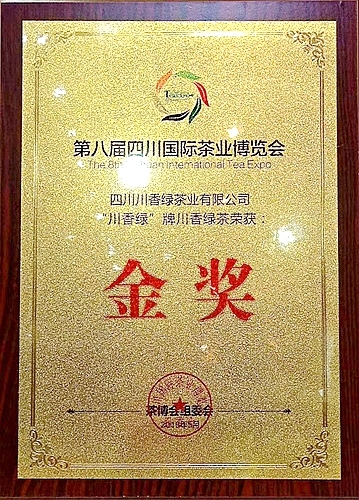 第八届四川国际茶业博览会
The 8th Sichuan International Tea Expo
四川川香绿茶业有限公司
“川香绿”牌川香绿茶荣获：
金奖
茶博会组委会